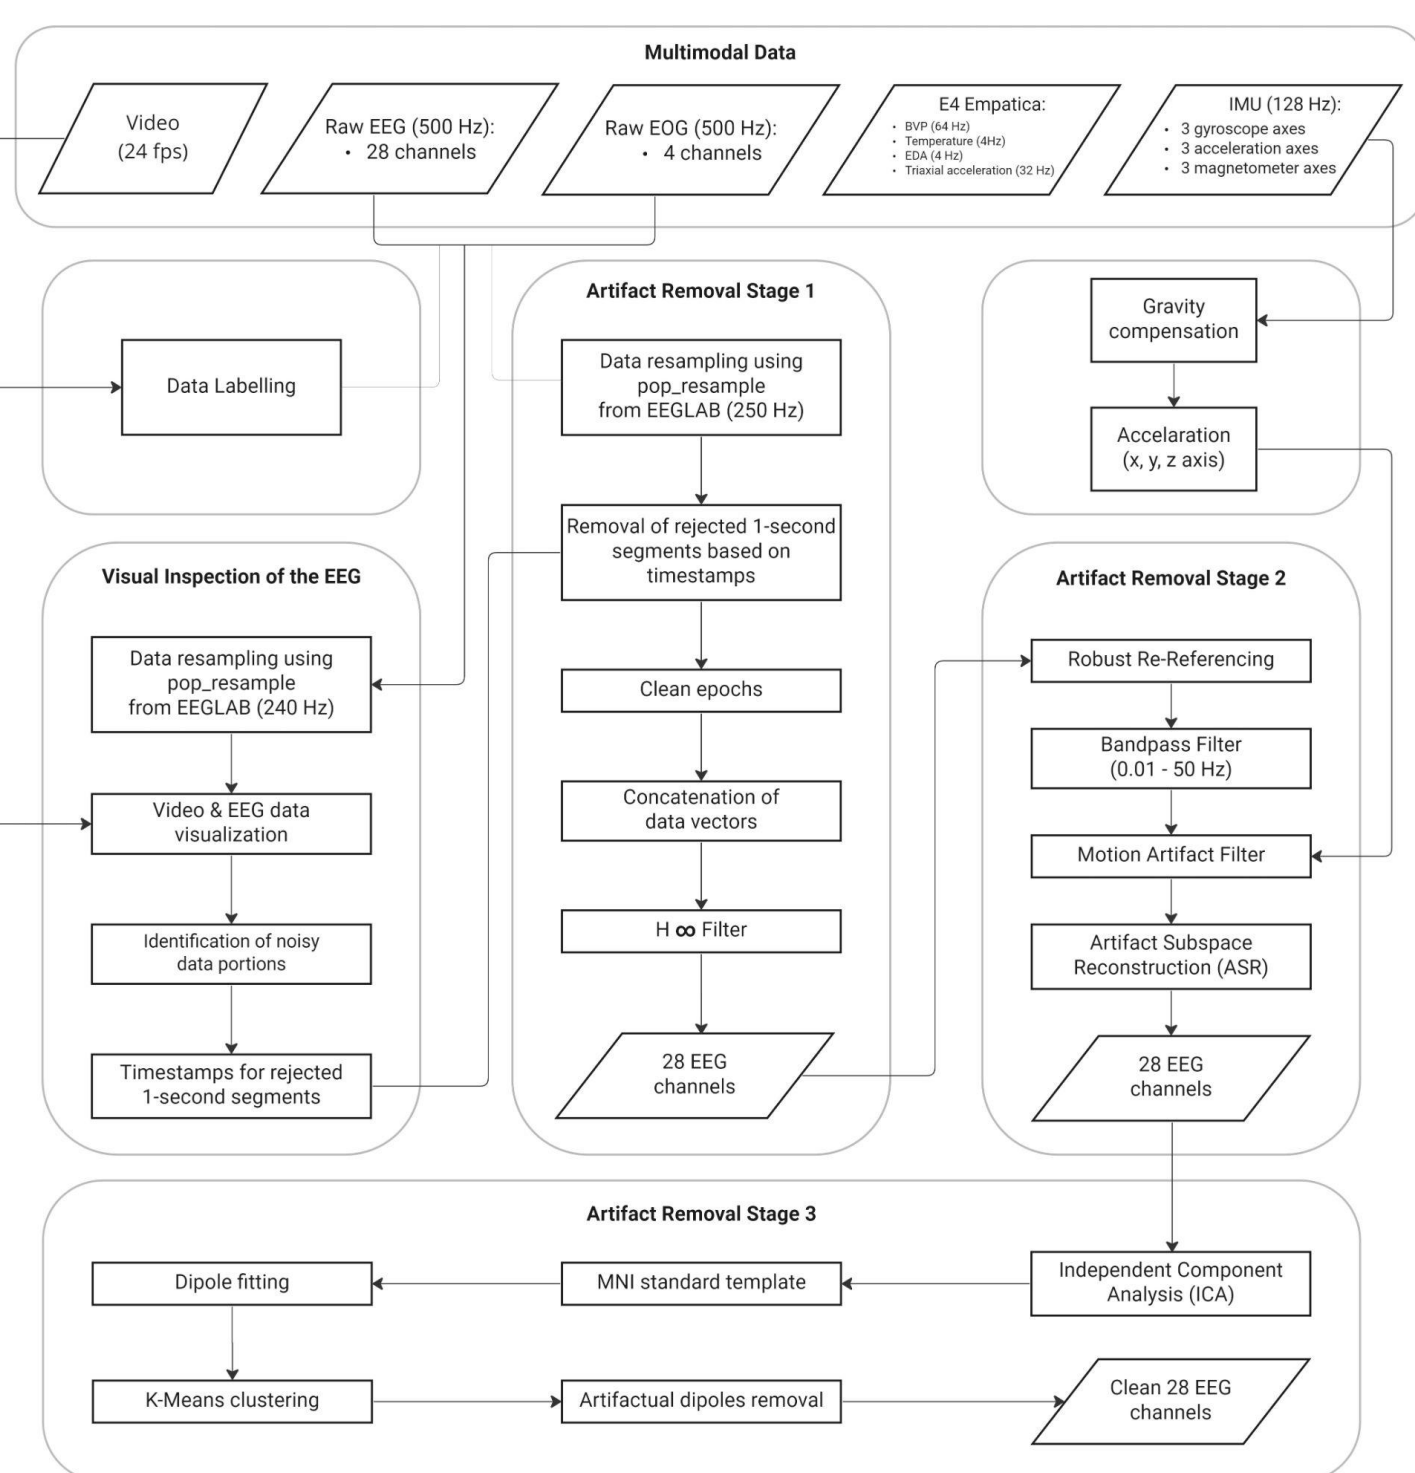 Multimodal Data
Video
(24 fps)
Raw EEG (500 Hz):
• 28 channels
Raw EOG (500 Hz):
• 4 channels
E4 Empatica:
• BVP (64 Hz)
• Temperature (4Hz)
• EDA (4 Hz)
• Triaxial acceleration (32 Hz)
IMU (128 Hz):
• 3 gyroscope axes
• 3 acceleration axes
• 3 magnetometer axes
Data Labelling
Visual Inspection of the EEG
Data resampling using
pop_resample
from EEGLAB (240 Hz)
Video & EEG data
visualization
Identification of noisy
data portions
Timestamps for rejected
1-second segments
Artifact Removal Stage 1
Data resampling using
pop_resample
from EEGLAB (250 Hz)
Removal of rejected 1-second
segments based on
timestamps
Clean epochs
Concatenation of
data vectors
H ∞ Filter
28 EEG
channels
Gravity
compensation
Accelaration
(x, y, z axis)
Artifact Removal Stage 2
Robust Re-Referencing
Bandpass Filter
(0.01 - 50 Hz)
Motion Artifact Filter
Artifact Subspace
Reconstruction (ASR)
28 EEG
channels
Artifact Removal Stage 3
Independent Component
Analysis (ICA)
MNI standard template
Dipole fitting
K-Means clustering
Artifactual dipoles removal
Clean 28 EEG
channels